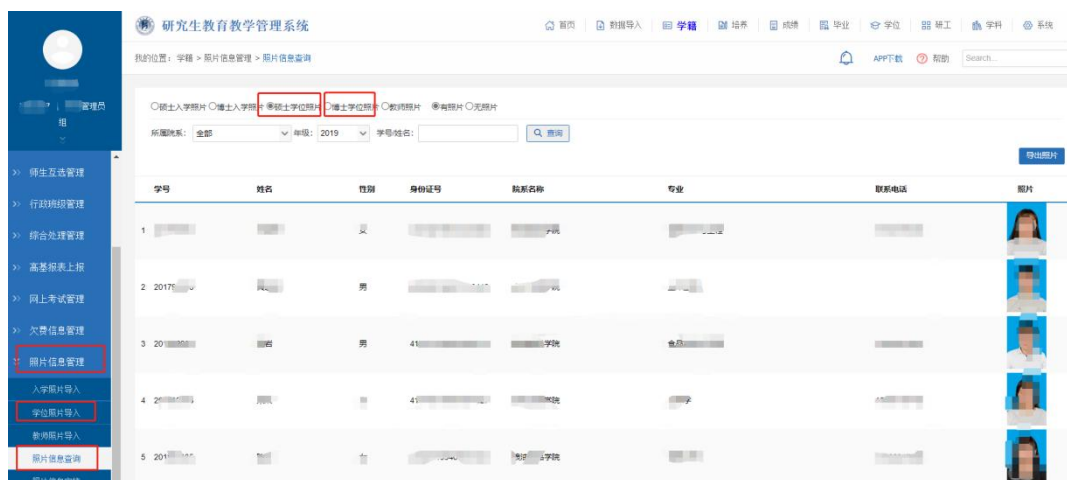 研究生教育教学管理系统
首页 数据导入 学籍 培养 成绩 毕业 学位 研工 学科 系统
我的位置: 学籍 > 照片信息管理 > 照片信息查询
APP下载 帮助 Search...
管理员
组
硕士入学照片 博士入学照片 硕士学位照片 博士学位照片 教师照片 有照片 无照片
所属院系: 全部 年级: 2019 学号/姓名: 查询
导出照片
师生互选管理
行政班级管理
综合处理管理
高基报表上报
网上考试管理
欠费信息管理
照片信息管理
入学照片导入
学位照片导入
教师照片导入
照片信息查询
学号 姓名 性别 身份证号 院系名称 专业 联系电话 照片
1
2 男
3 男 学院
4
5 学院